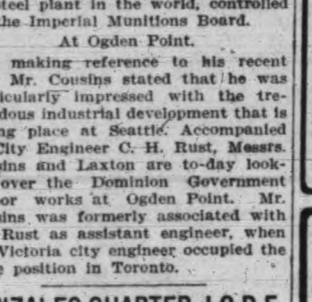 steel plant in the world, controlled
the Imperial Munitions Board.
At Ogden Point.
making reference to his recent
Mr. Cousins stated that he was
icularly impressed with the tre-
dous industrial development that is
ng place at Seattle. Accompanied
City Engineer C. H. Rust, Messrs.
ins and Laxton are to-day look-
over the Dominion Government
or works at Ogden Point. Mr.
ins was formerly associated with
Rust as assistant engineer, when
Victoria city engineer occupied the
e position in Toronto.
CHAPTER I.O.D.E.